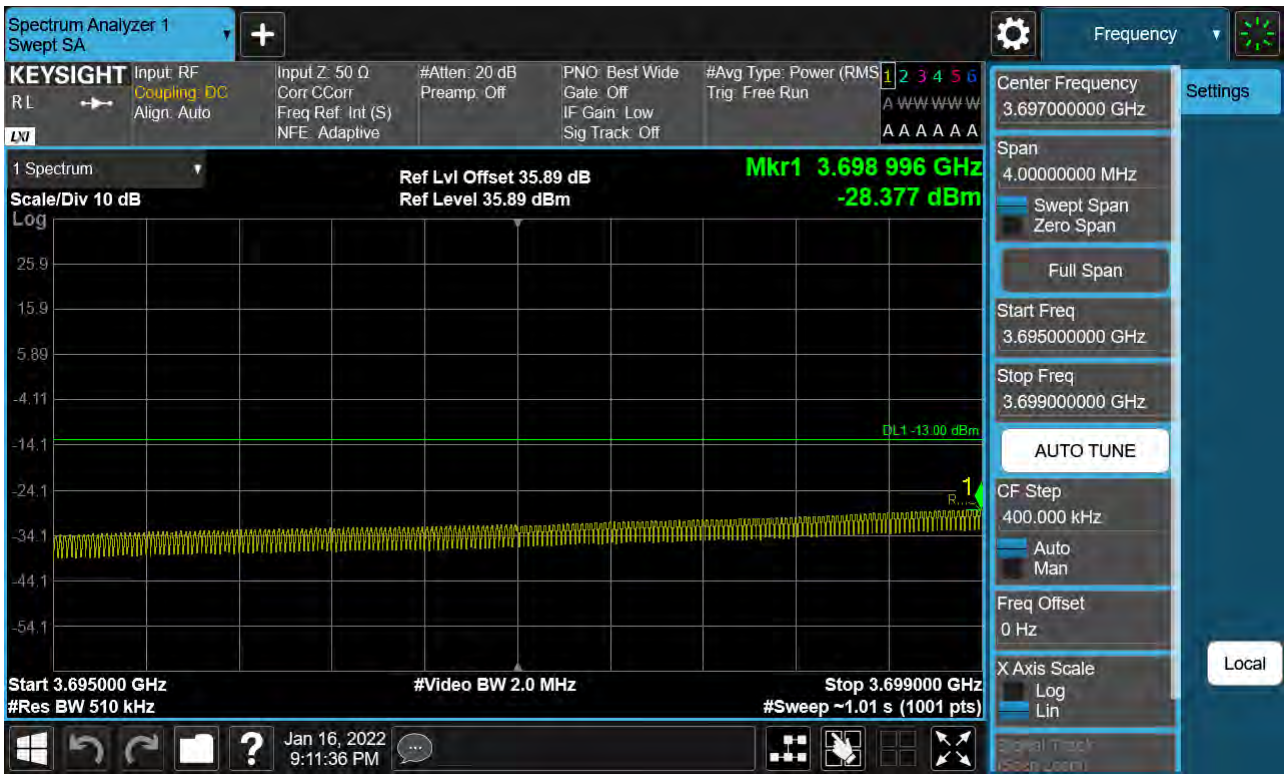 Spectrum Analyzer 1
Swept SA
+
Frequency
KEYSIGHT
RL
LXI
Input: RF
Coupling: DC
Align: Auto
Input Z: 50 Ω
Corr CCorr
Freq Ref: Int (S)
NFE: Adaptive
#Atten: 20 dB
Preamp: Off
PNO: Best Wide
Gate: Off
IF Gain: Low
Sig Track: Off
#Avg Type: Power (RMS
Trig: Free Run
1 2 3 4 5 6
A WW WW W
A A A A A A
1 Spectrum
Scale/Div 10 dB
Log
Ref Lvl Offset 35.89 dB
Ref Level 35.89 dBm
Mkr1 3.698 996 GHz
-28.377 dBm
25.9
15.9
5.89
-4.11
DL1 -13.00 dBm
-14.1
-24.1
1
-34.1
-44.1
-54.1
Start 3.695000 GHz
#Res BW 510 kHz
#Video BW 2.0 MHz
Stop 3.699000 GHz
#Sweep ~1.01 s (1001 pts)
Center Frequency
3.697000000 GHz
Settings
Span
4.00000000 MHz
Swept Span
Zero Span
Full Span
Start Freq
3.695000000 GHz
Stop Freq
3.699000000 GHz
AUTO TUNE
CF Step
400.000 kHz
Auto
Man
Freq Offset
0 Hz
X Axis Scale
Log
Lin
Local
Signal Track
(Span Zoom)
?
Jan 16, 2022
9:11:36 PM